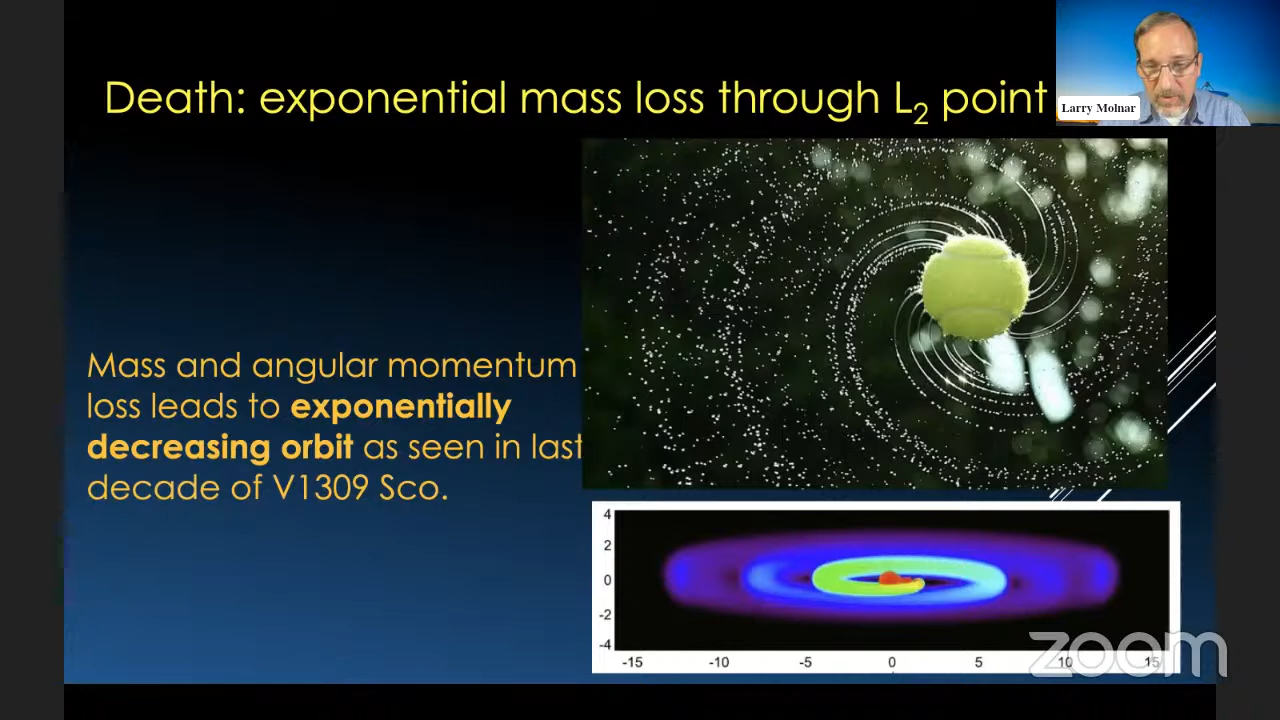 Death: exponential mass loss through L₂ point
Larry Molnar
Mass and angular momentum
loss leads to exponentially
decreasing orbit as seen in last
decade of V1309 Sco.
4
2
0
-2
-4
-15 -10 -5 0 5 10 15
zoom